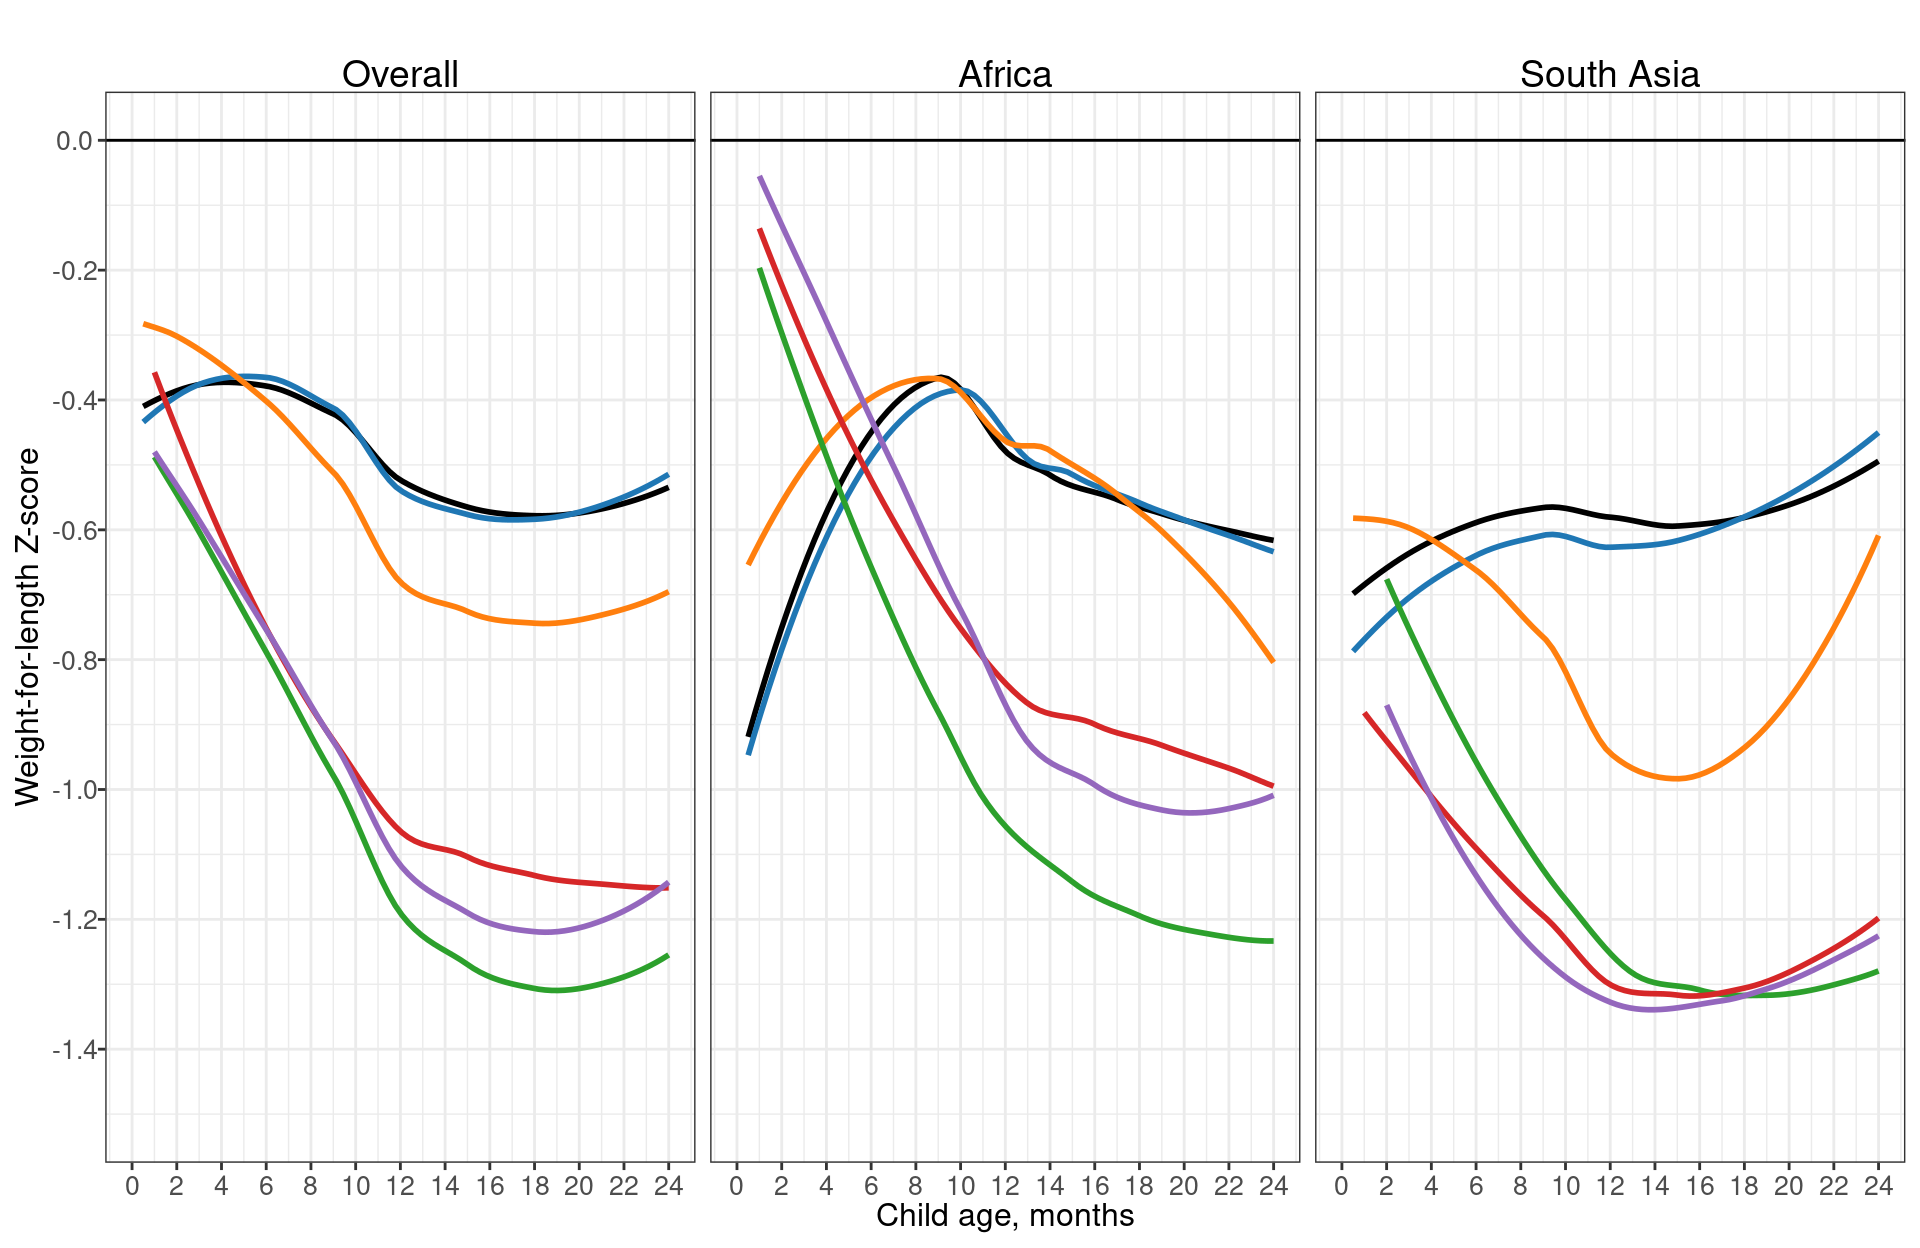 Overall Africa South Asia
Weight-for-length Z-score
0.0
-0.2
-0.4
-0.6
-0.8
-1.0
-1.2
-1.4
0 2 4 6 8 10 12 14 16 18 20 22 24 0 2 4 6 8 10 12 14 16 18 20 22 24 0 2 4 6 8 10 12 14 16 18 20 22 24
Child age, months